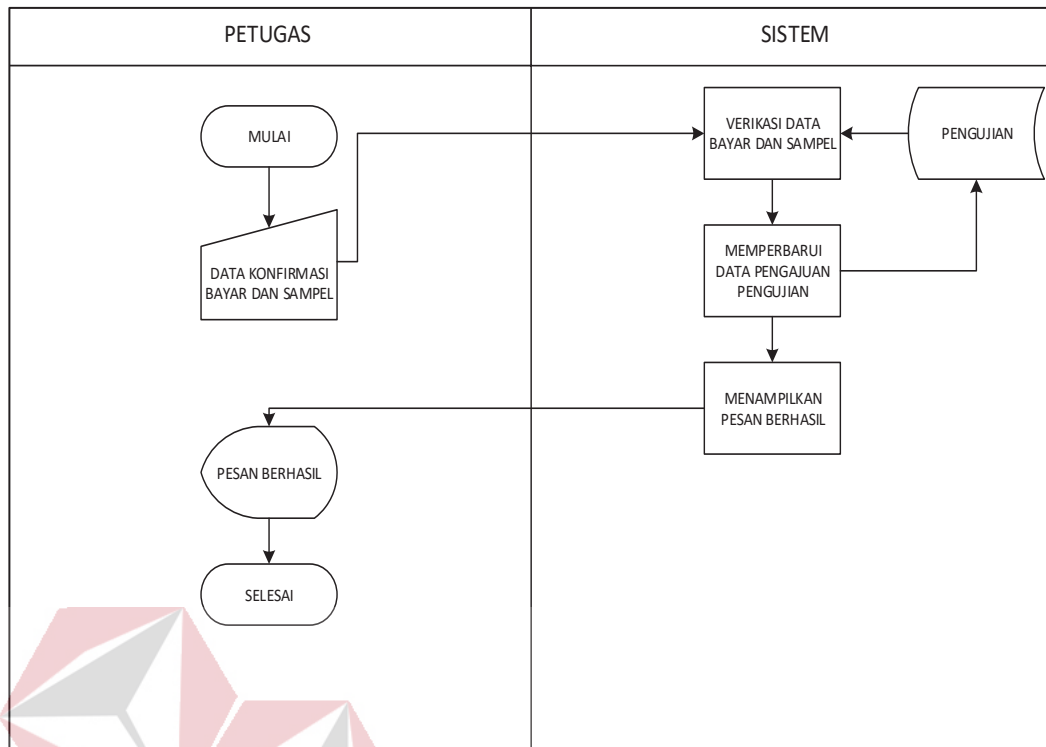 PETUGAS
SISTEM
MULAI
DATA KONFIRMASI
BAYAR DAN SAMPEL
VERIKASI DATA
BAYAR DAN SAMPEL
PENGUJIAN
MEMPERBARUI
DATA PENGAJUAN
PENGUJIAN
MENAMPILKAN
PESAN BERHASIL
PESAN BERHASIL
SELESAI